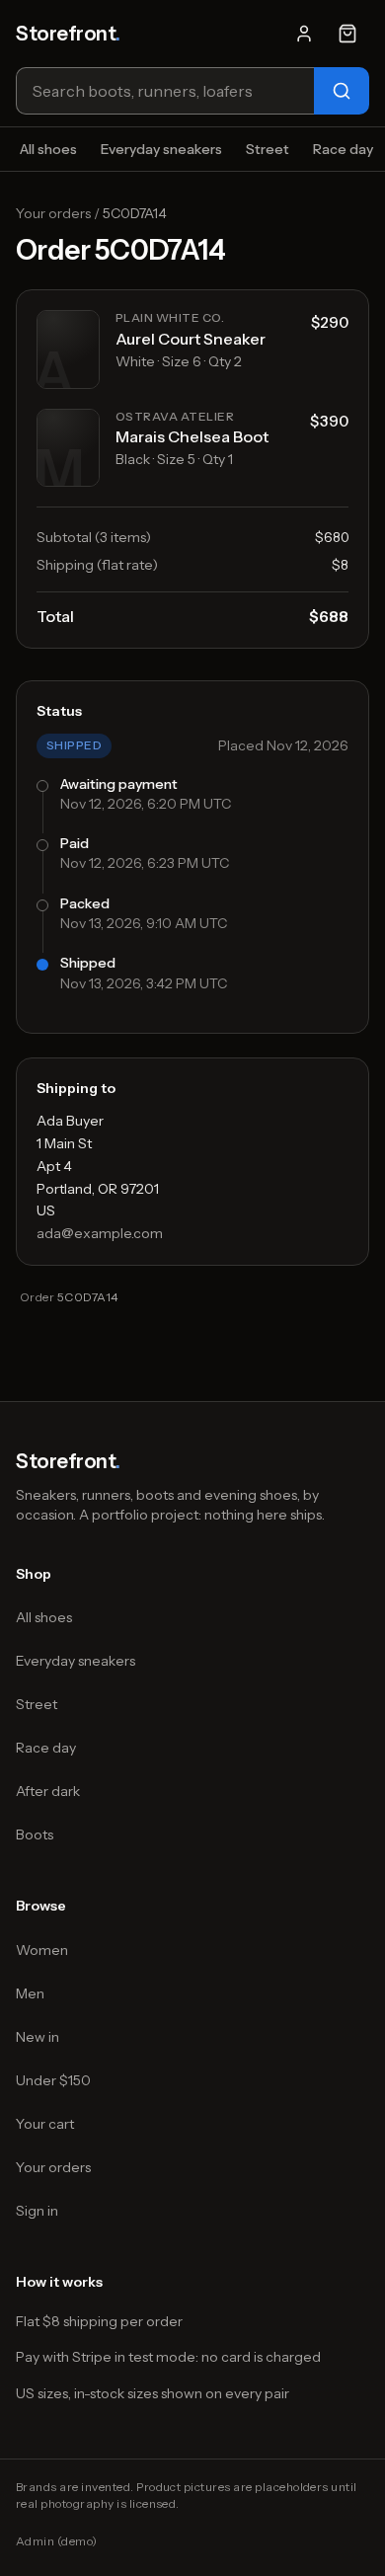 Storefront.
Search boots, runners, loafers
All shoes Everyday sneakers Street Race day
Your orders / 5C0D7A14
Order 5C0D7A14
A
PLAIN WHITE CO.
Aurel Court Sneaker
White · Size 6 · Qty 2
$290
M
OSTRAVA ATELIER
Marais Chelsea Boot
Black · Size 5 · Qty 1
$390
Subtotal (3 items) $680
Shipping (flat rate) $8
Total $688
Status
SHIPPED Placed Nov 12, 2026
Awaiting payment
Nov 12, 2026, 6:20 PM UTC
Paid
Nov 12, 2026, 6:23 PM UTC
Packed
Nov 13, 2026, 9:10 AM UTC
Shipped
Nov 13, 2026, 3:42 PM UTC
Shipping to
Ada Buyer
1 Main St
Apt 4
Portland, OR 97201
US
ada@example.com
Order 5C0D7A14
Storefront.
Sneakers, runners, boots and evening shoes, by
occasion. A portfolio project: nothing here ships.
Shop
All shoes
Everyday sneakers
Street
Race day
After dark
Boots
Browse
Women
Men
New in
Under $150
Your cart
Your orders
Sign in
How it works
Flat $8 shipping per order
Pay with Stripe in test mode: no card is charged
US sizes, in-stock sizes shown on every pair
Brands are invented. Product pictures are placeholders until
real photography is licensed.
Admin (demo)